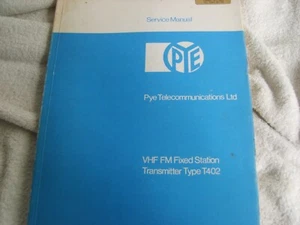 Service Manual
PYE
Pye Telecommunications Ltd
VHF FM Fixed Station
Transmitter Type T402